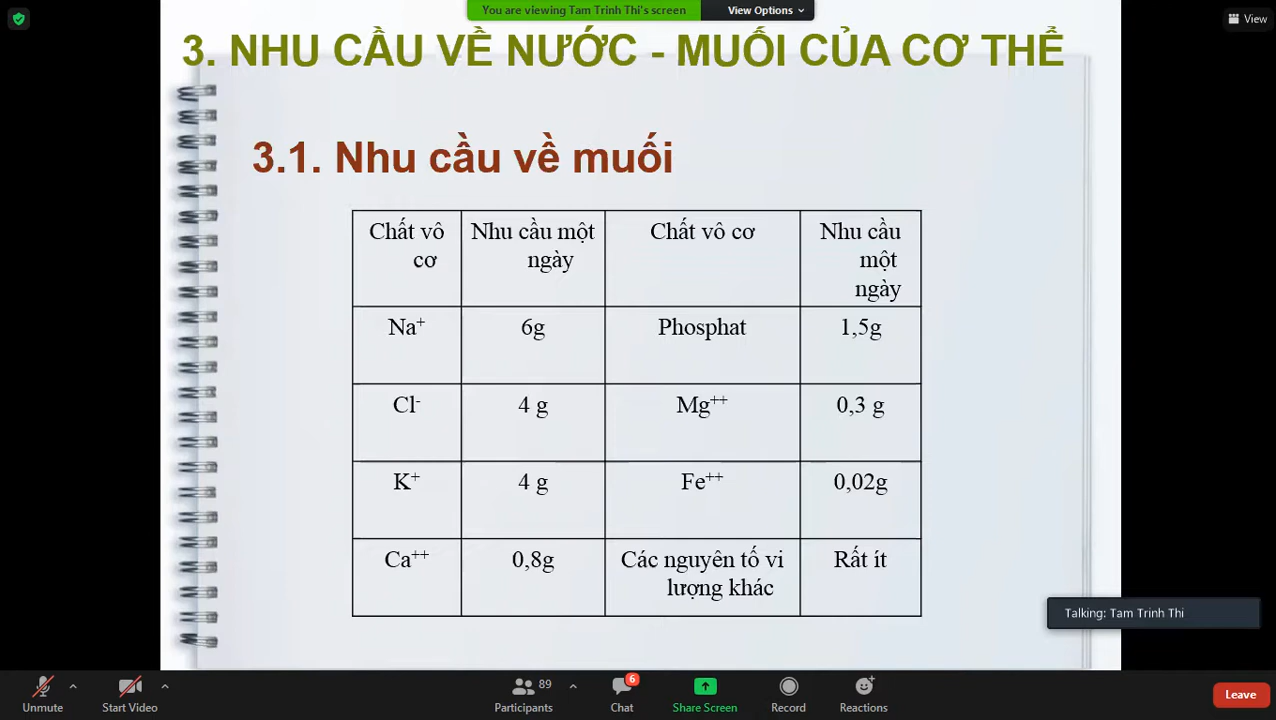 You are viewing Tam Trinh Thi's screen
View Options
View
3. NHU CẦU VỀ NƯỚC - MUỐI CỦA CƠ THỂ
3.1. Nhu cầu về muối
Chất vô cơ
Nhu cầu một ngày
Chất vô cơ
Nhu cầu một ngày
Na+
6g
Phosphat
1,5g
Cl-
4 g
Mg++
0,3 g
K+
4 g
Fe++
0,02g
Ca++
0,8g
Các nguyên tố vi lượng khác
Rất ít
Talking: Tam Trinh Thi
Unmute
Start Video
89
Participants
6
Chat
Share Screen
Record
Reactions
Leave